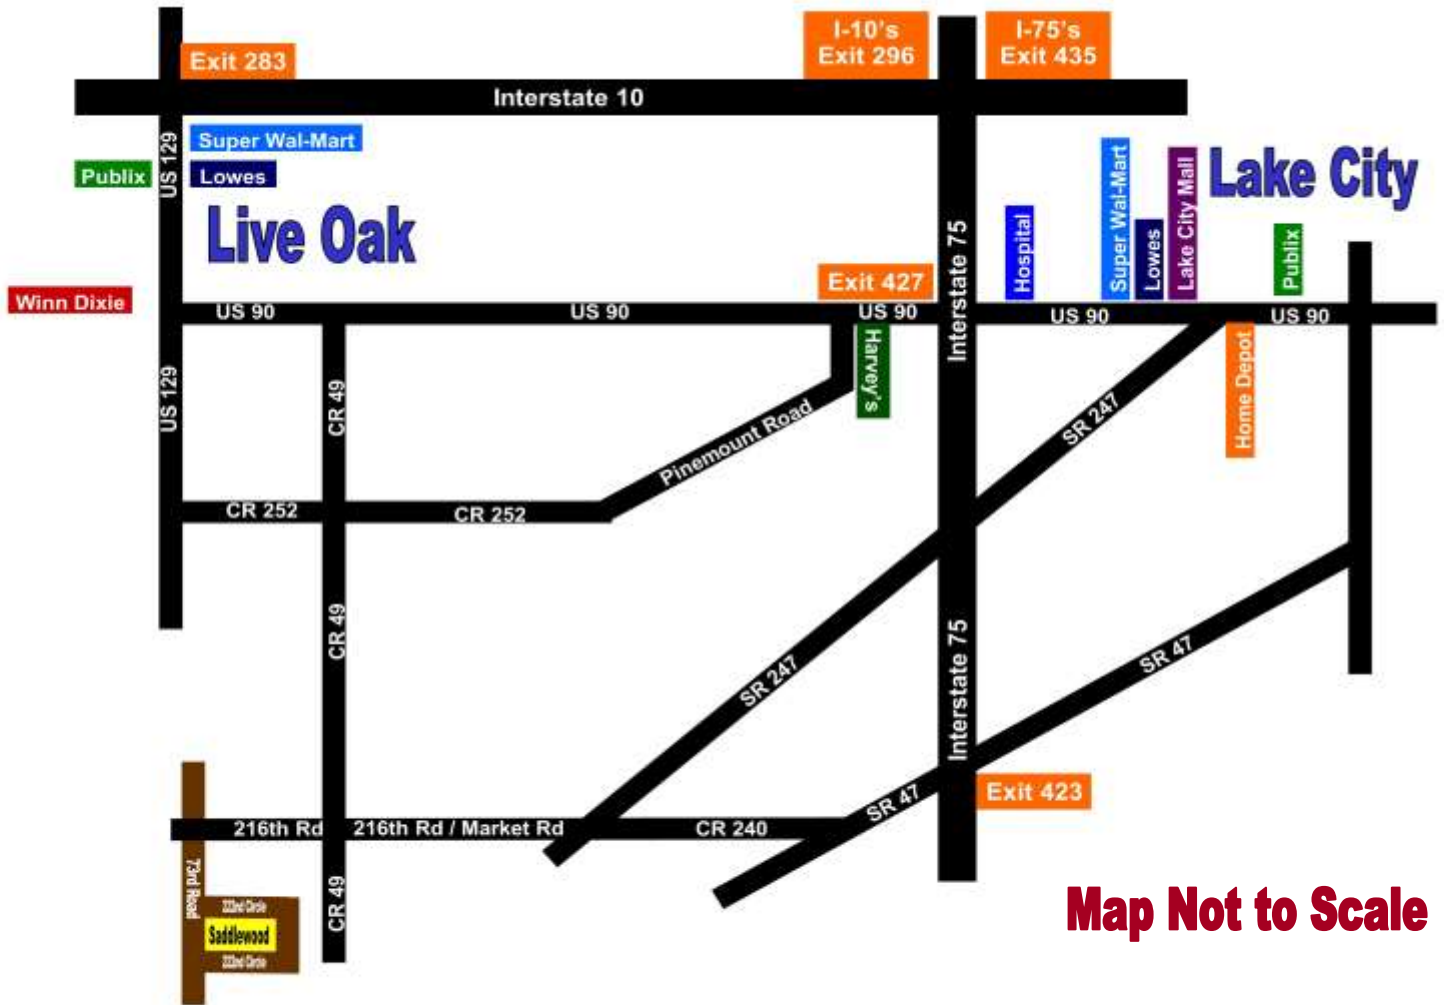 I-10's
Exit 296
I-75's
Exit 435
Exit 283
Interstate 10
US 129
Super Wal-Mart
Publix
Lowes
Live Oak
Lake City
Interstate 75
Hospital
Super Wal-Mart
Lowes
Lake City Mall
Publix
Exit 427
Winn Dixie
US 90
US 90
US 90
US 90
US 90
US 129
CR 49
Harvey's
Home Depot
Pinemount Road
SR 247
CR 252
CR 252
CR 49
SR 247
Interstate 75
SR 47
Exit 423
SR 47
216th Rd
216th Rd / Market Rd
CR 240
73rd Road
CR 49
222nd Circle
Saddlewood
222nd Circle
Map Not to Scale